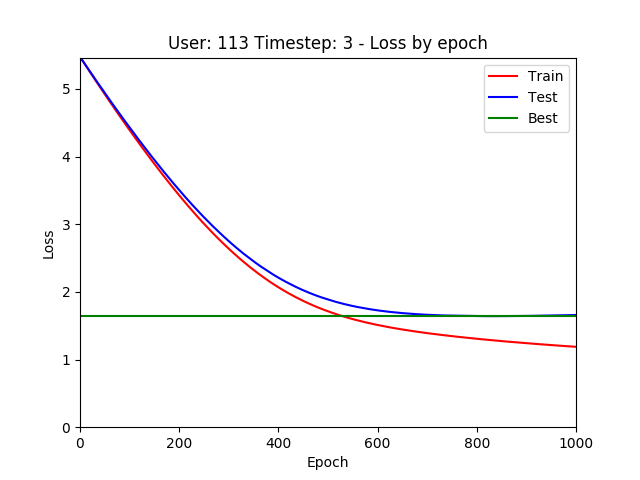 User: 113 Timestep: 3 - Loss by epoch
Train
Test
Best
Loss
5
4
3
2
1
0
0 200 400 600 800 1000
Epoch